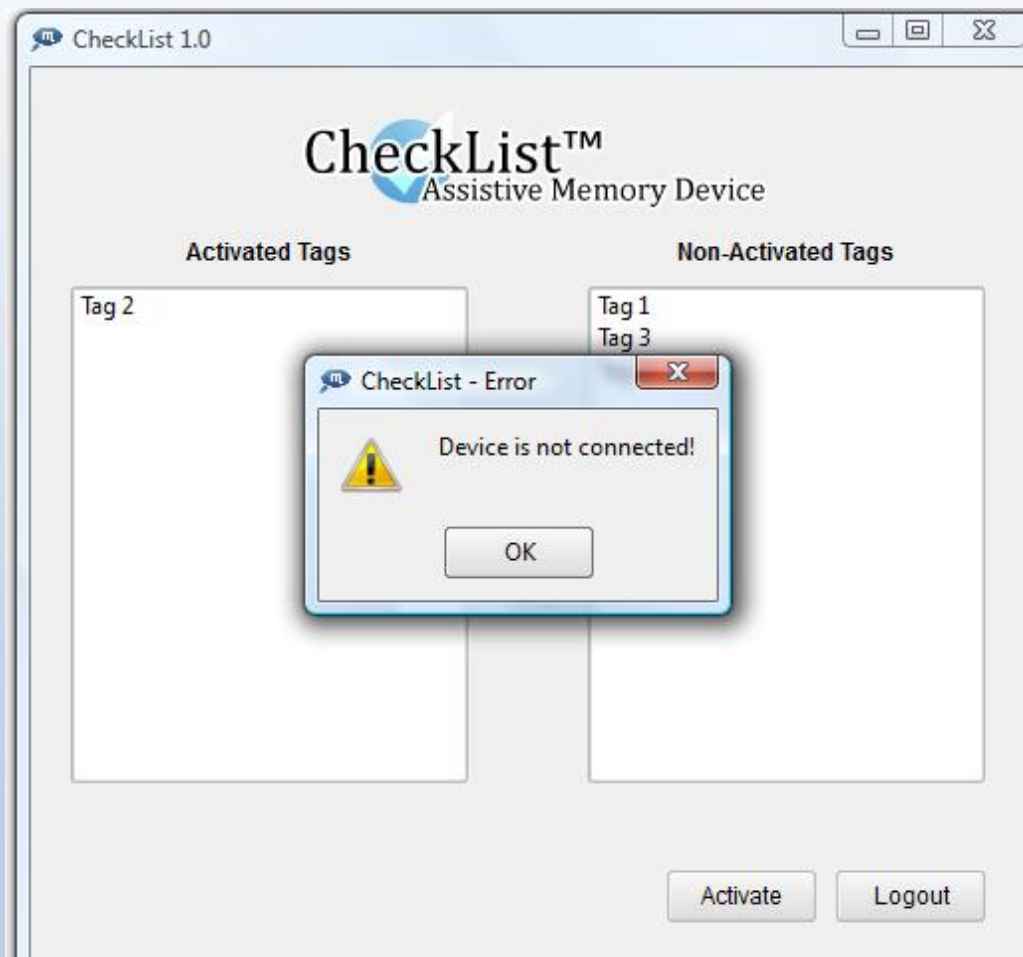 CheckList 1.0
CheckList™
Assistive Memory Device
Activated Tags
Non-Activated Tags
Tag 2
Tag 1
Tag 3
CheckList - Error
Device is not connected!
OK
Activate
Logout